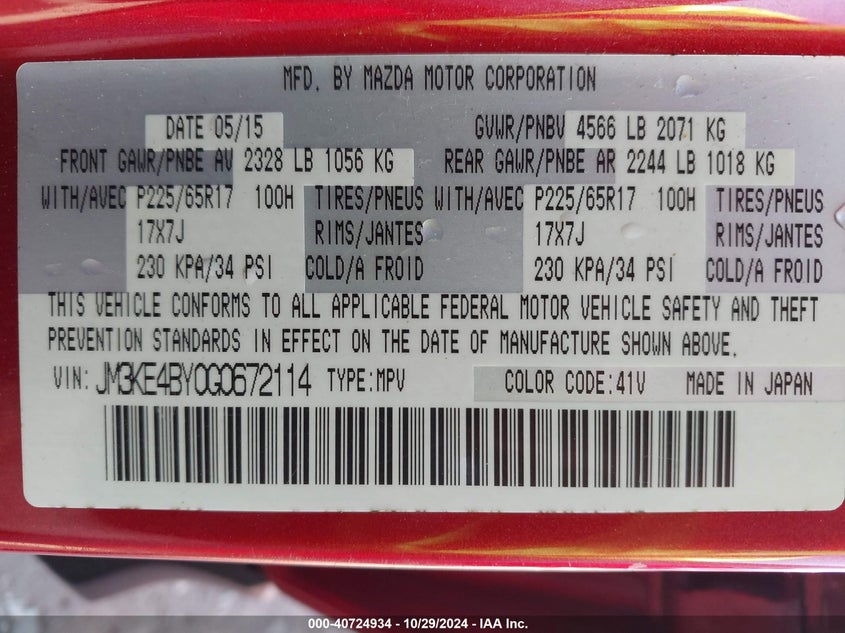 MFD. BY MAZDA MOTOR CORPORATION
DATE 05/15 GVWR/PNBV 4566 LB 2071 KG
FRONT GAWR/PNBE AV 2328 LB 1056 KG REAR GAWR/PNBE AR 2244 LB 1018 KG
WITH/AVEC P225/65R17 100H TIRES/PNEUS WITH/AVEC P225/65R17 100H TIRES/PNEUS
17X7J RIMS/JANTES 17X7J RIMS/JANTES
230 KPA/34 PSI COLD/A FROID 230 KPA/34 PSI COLD/A FROID
THIS VEHICLE CONFORMS TO ALL APPLICABLE FEDERAL MOTOR VEHICLE SAFETY AND THEFT
PREVENTION STANDARDS IN EFFECT ON THE DATE OF MANUFACTURE SHOWN ABOVE.
VIN: JM3KE4BY0G0672114 TYPE:MPV COLOR CODE:41V MADE IN JAPAN
000-40724934 - 10/29/2024 - IAA Inc.